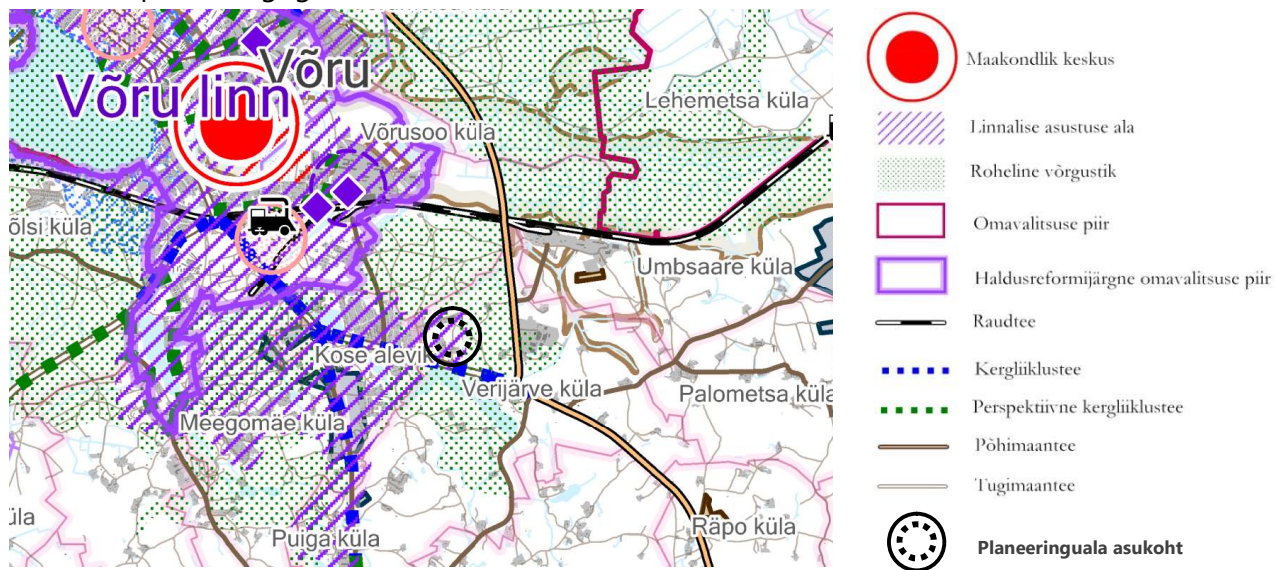 Võru
Võru linn
Lehemetsa küla
Võrusoo küla
õlsi küla
Umbsaare küla
Kose alevik
Verijärve küla
Palometsa küla
Meegomäe küla
üla
Räpo küla
Puiga küla
Maakondlik keskus
Linnalise asustuse ala
Roheline võrgustik
Omavalitsuse piir
Haldusreformijärgne omavalitsuse piir
Raudtee
Kergliiklustee
Perspektiivne kergliiklustee
Põhimaantee
Tugimaantee
Planeeringuala asukoht